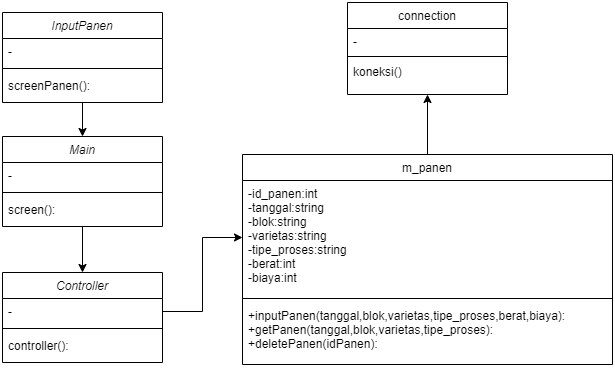 InputPanen
-
screenPanen():
Main
-
screen():
Controller
-
controller():
connection
-
koneksi()
m_panen
-id_panen:int
-tanggal:string
-blok:string
-varietas:string
-tipe_proses:string
-berat:int
-biaya:int
+inputPanen(tanggal,blok,varietas,tipe_proses,berat,biaya):
+getPanen(tanggal,blok,varietas,tipe_proses):
+deletePanen(idPanen):